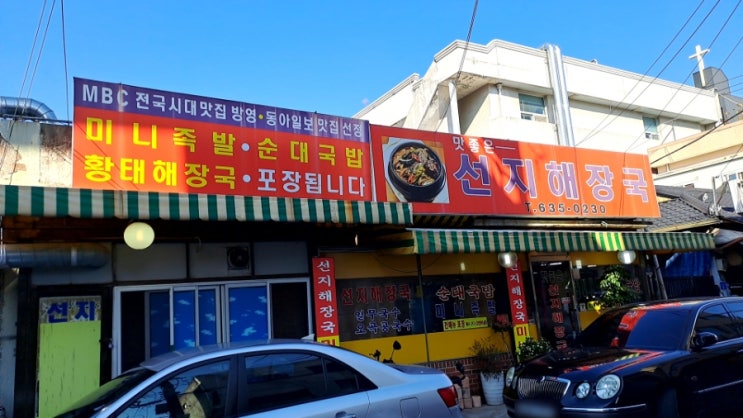 MBC 전국시대맛집 방영•동아일보맛집 선정
미니족발•순대국밥
황태해장국•포장됩니다
맛좋은
선지해장국
T.635-0230
선지
선지해장국
선지해장국
순대국밥
미니족발
선지해장국